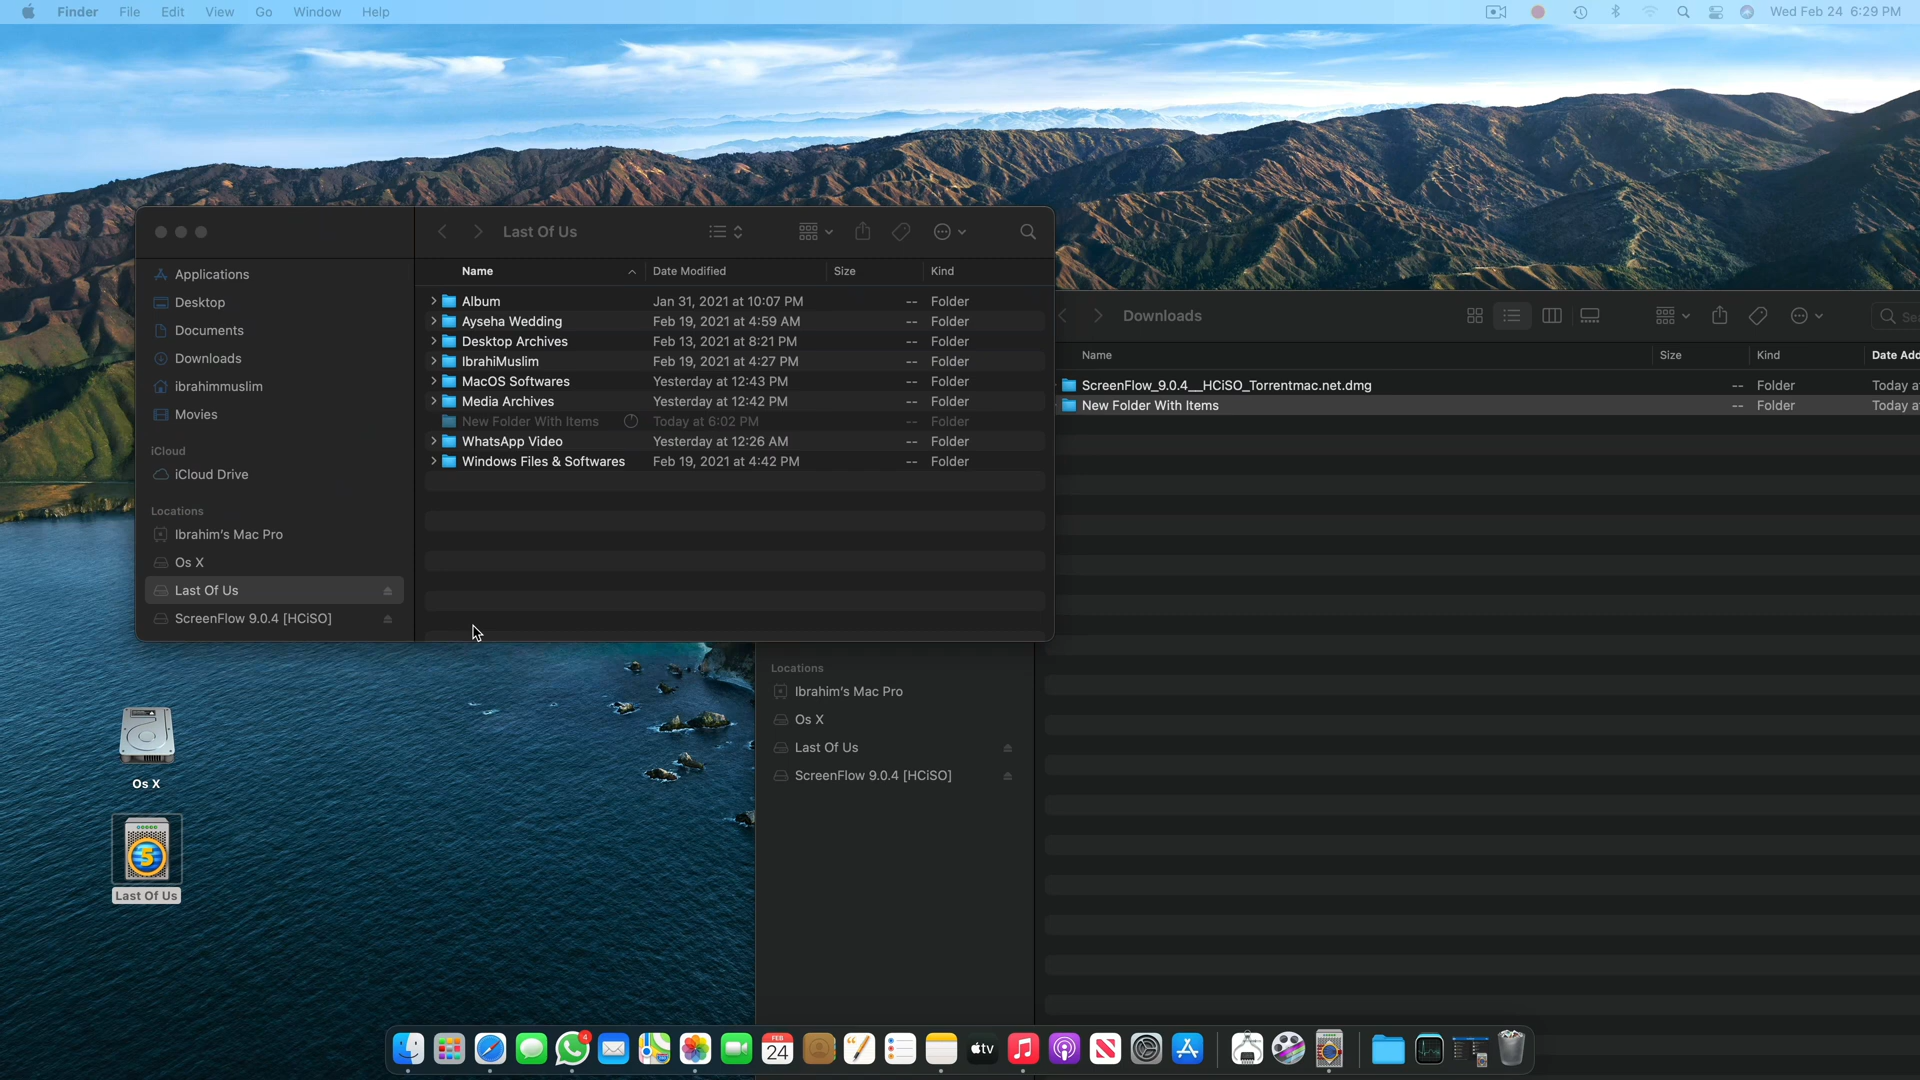 Finder File Edit View Go Window Help Wed Feb 24 6:29 PM
Last Of Us
Applications
Desktop
Documents
Downloads
ibrahimmuslim
Movies
iCloud
iCloud Drive
Locations
Ibrahim's Mac Pro
Os X
Last Of Us
ScreenFlow 9.0.4 [HCiSO]
Name Date Modified Size Kind
Album Jan 31, 2021 at 10:07 PM -- Folder
Ayseha Wedding Feb 19, 2021 at 4:59 AM -- Folder
Desktop Archives Feb 13, 2021 at 8:21 PM -- Folder
IbrahiMuslim Feb 19, 2021 at 4:27 PM -- Folder
MacOS Softwares Yesterday at 12:43 PM -- Folder
Media Archives Yesterday at 12:42 PM -- Folder
New Folder With Items Today at 6:02 PM -- Folder
WhatsApp Video Yesterday at 12:26 AM -- Folder
Windows Files & Softwares Feb 19, 2021 at 4:42 PM -- Folder
Downloads Se
Name Size Kind Date Add
ScreenFlow_9.0.4__HCiSO_Torrentmac.net.dmg -- Folder Today a
New Folder With Items -- Folder Today a
Locations
Ibrahim's Mac Pro
Os X
Last Of Us
ScreenFlow 9.0.4 [HCiSO]
Os X
5
Last Of Us
4
FEB
24
tv